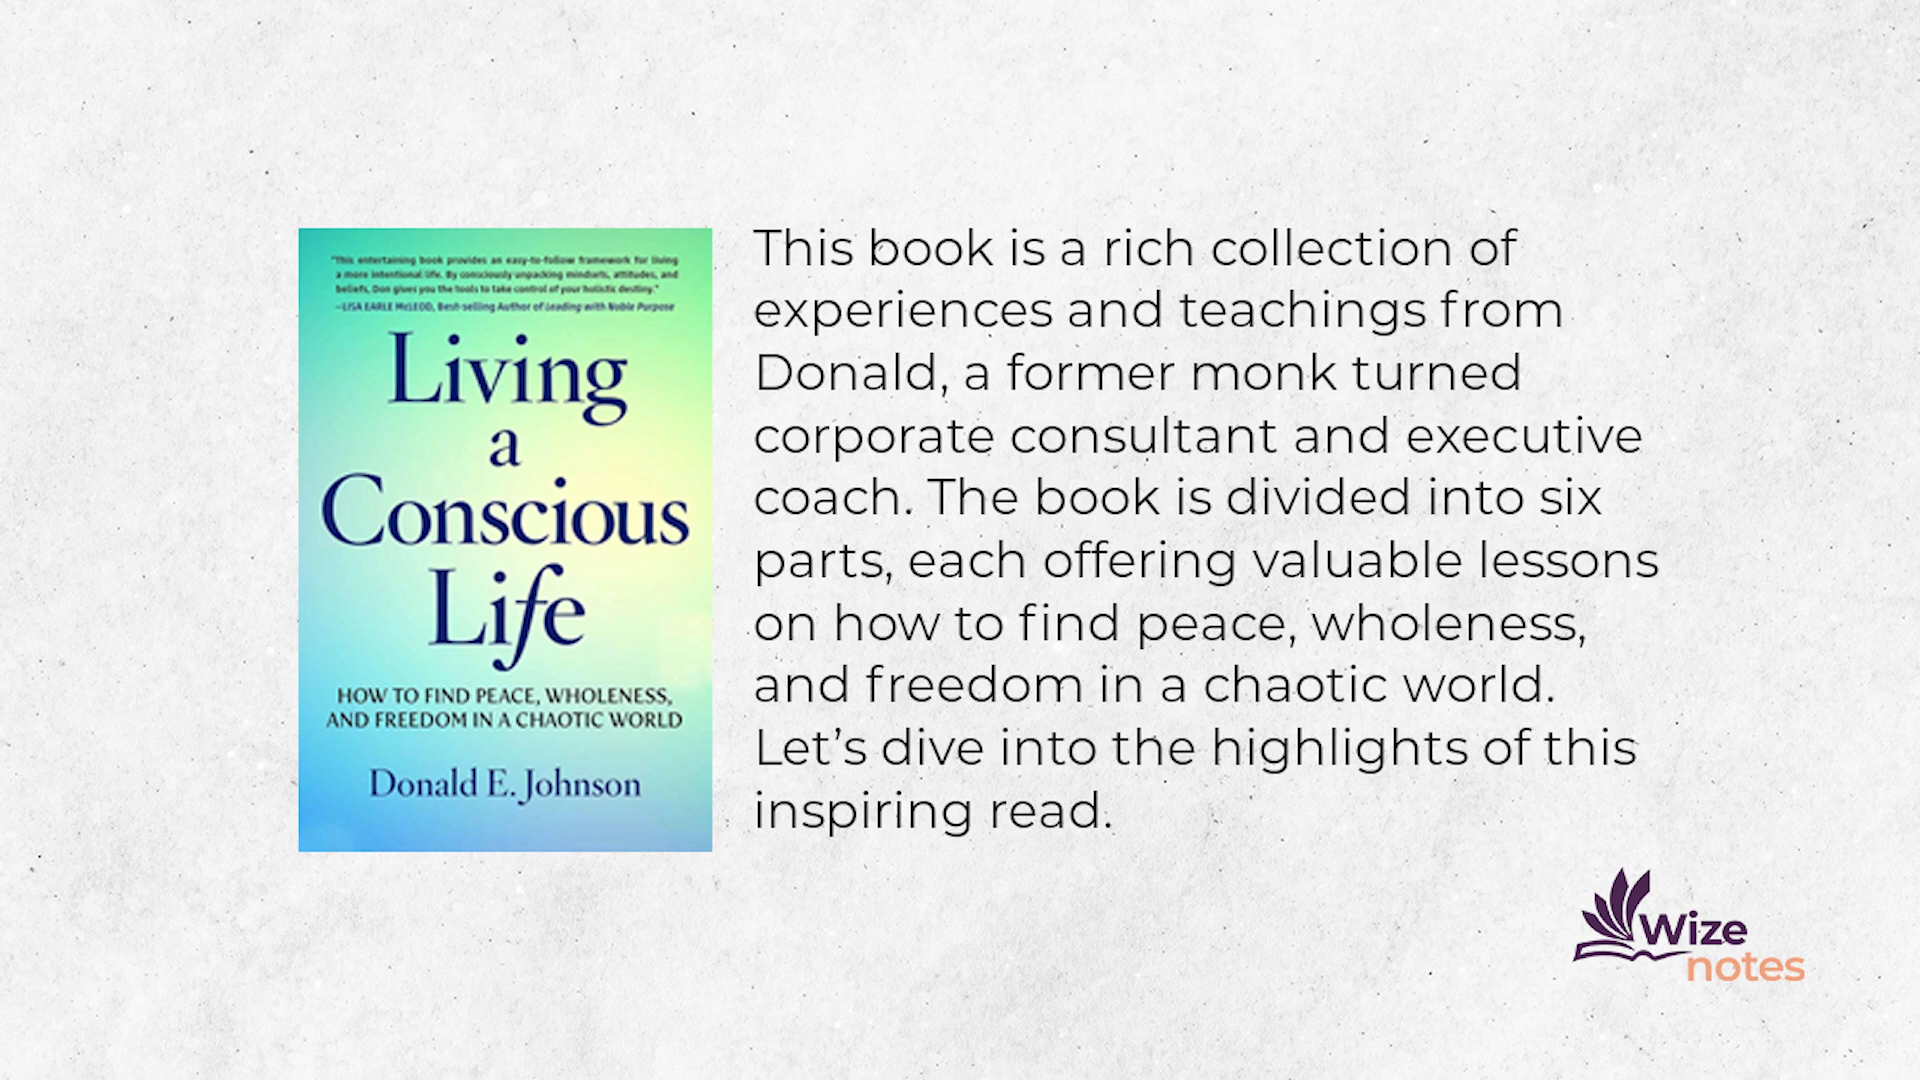 "This entertaining book provides an easy-to-follow framework for living
a more intentional life. By consciously unpacking mindsets, attitudes, and
beliefs, Don gives you the tools to take control of your holistic destiny."
—LISA EARLE McLEOD, Best-selling Author of Leading with Noble Purpose
Living
a
Conscious
Life
HOW TO FIND PEACE, WHOLENESS,
AND FREEDOM IN A CHAOTIC WORLD
Donald E. Johnson
This book is a rich collection of
experiences and teachings from
Donald, a former monk turned
corporate consultant and executive
coach. The book is divided into six
parts, each offering valuable lessons
on how to find peace, wholeness,
and freedom in a chaotic world.
Let’s dive into the highlights of this
inspiring read.
Wize
notes